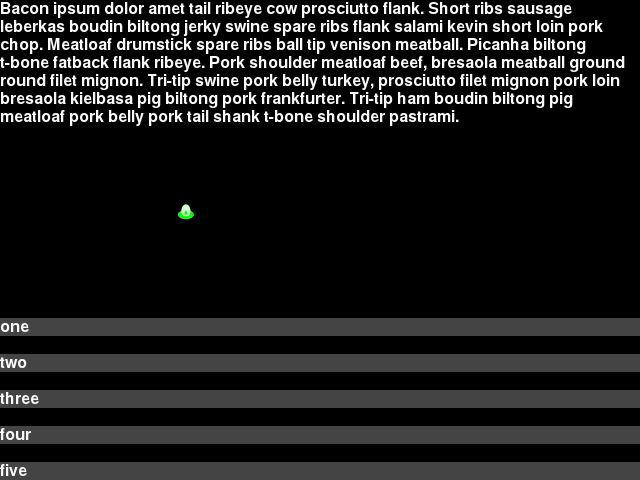 Bacon ipsum dolor amet tail ribeye cow prosciutto flank. Short ribs sausage
leberkas boudin biltong jerky swine spare ribs flank salami kevin short loin pork
chop. Meatloaf drumstick spare ribs ball tip venison meatball. Picanha biltong
t-bone fatback flank ribeye. Pork shoulder meatloaf beef, bresaola meatball ground
round filet mignon. Tri-tip swine pork belly turkey, prosciutto filet mignon pork loin
bresaola kielbasa pig biltong pork frankfurter. Tri-tip ham boudin biltong pig
meatloaf pork belly pork tail shank t-bone shoulder pastrami.
one
two
three
four
five